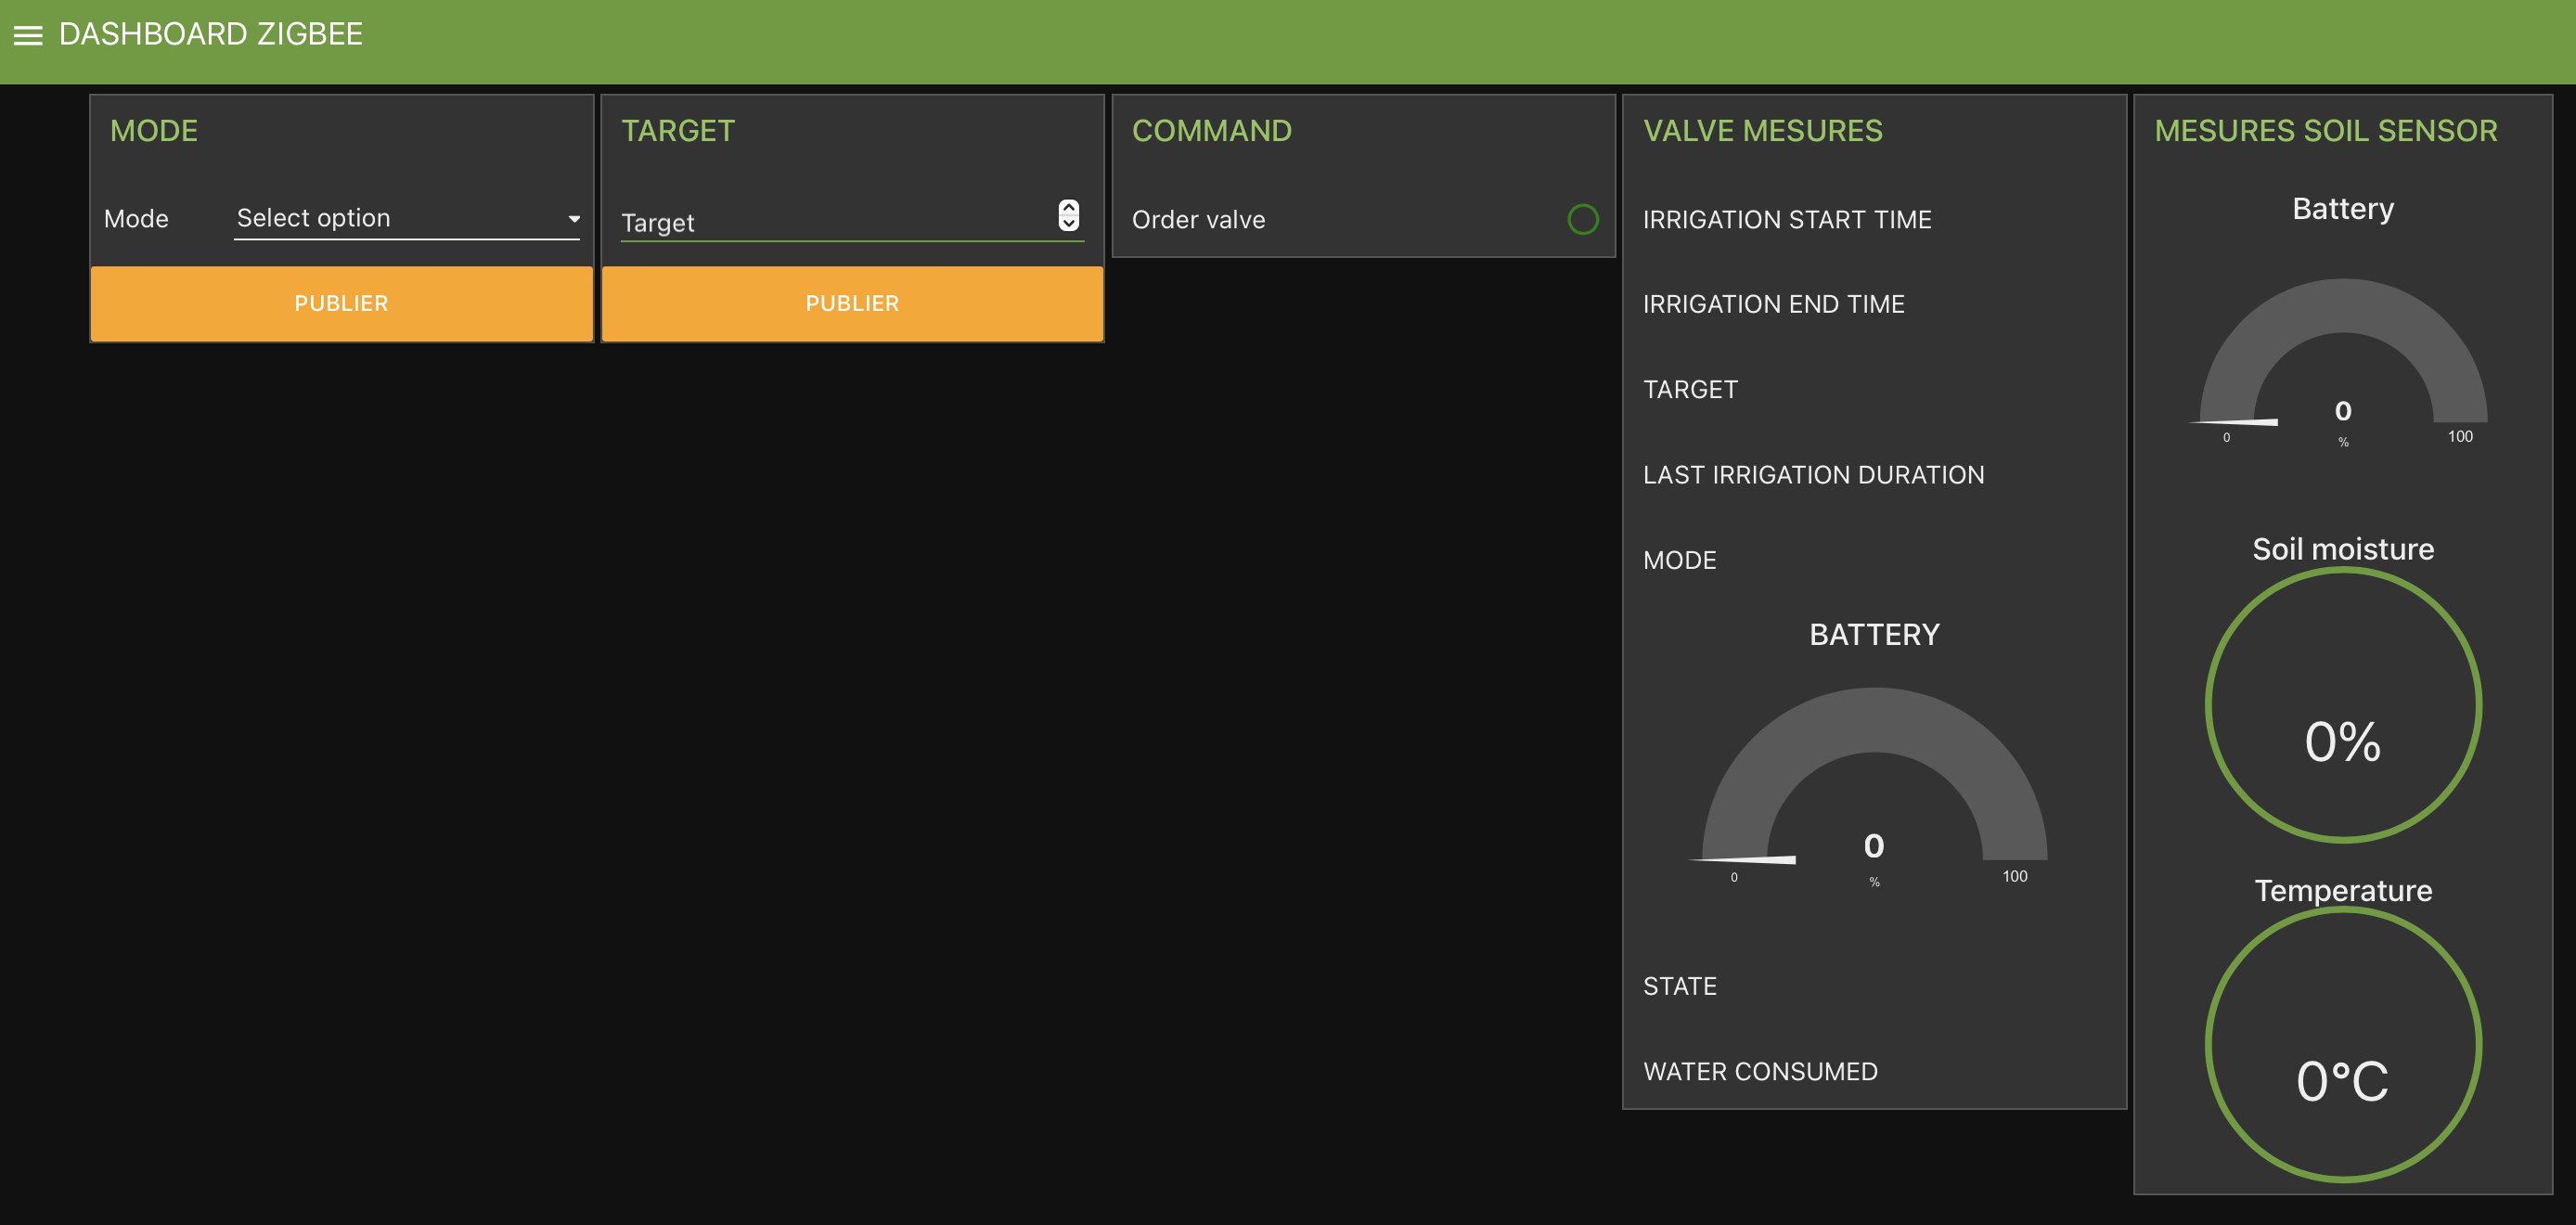 DASHBOARD ZIGBEE
MODE
Mode
Select option
PUBLIER
TARGET
Target
PUBLIER
COMMAND
Order valve
VALVE MESURES
IRRIGATION START TIME
IRRIGATION END TIME
TARGET
LAST IRRIGATION DURATION
MODE
BATTERY
0
0
%
100
STATE
WATER CONSUMED
MESURES SOIL SENSOR
Battery
0
0
%
100
Soil moisture
0%
Temperature
0°C